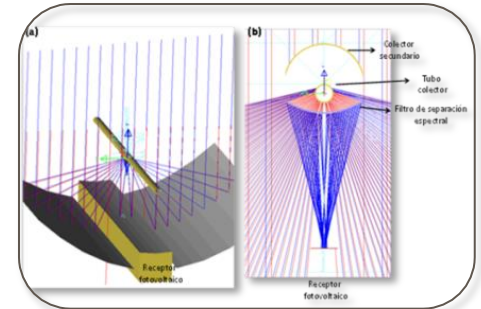 (a)
Receptor
fotovoltaico
(b)
Colector
secundario
Tubo
colector
Filtro de separación
espectral
Receptor
fotovoltaico